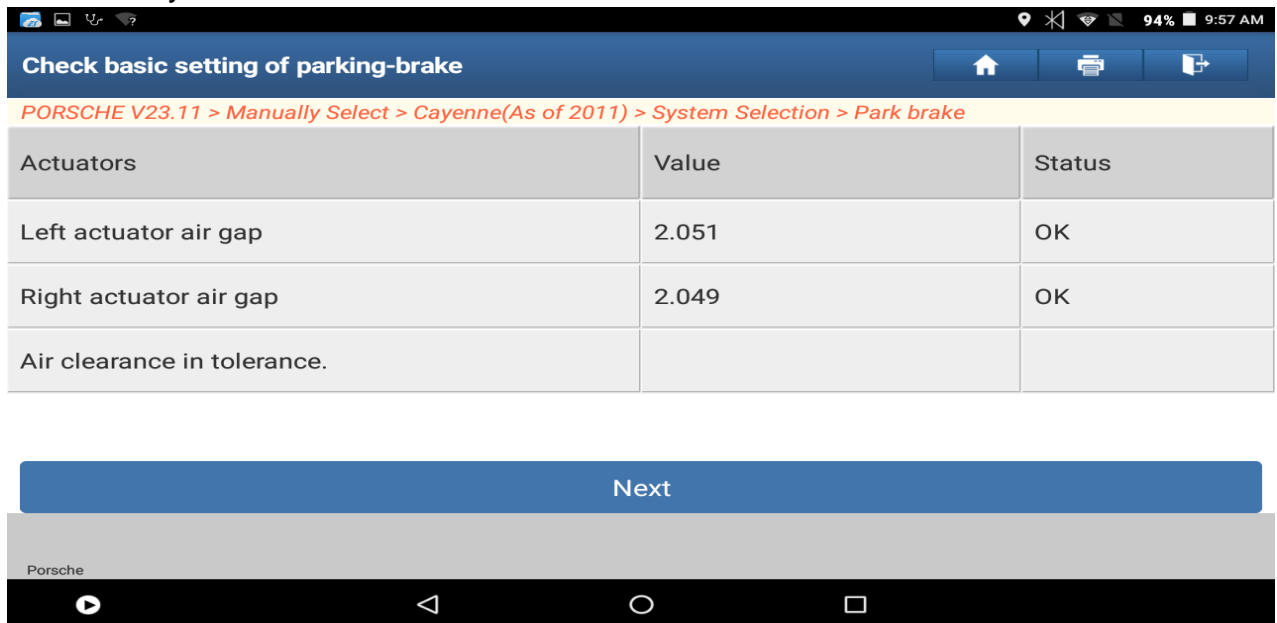 94% 9:57 AM
Check basic setting of parking-brake
PORSCHE V23.11 > Manually Select > Cayenne(As of 2011) > System Selection > Park brake
Actuators Value Status
Left actuator air gap 2.051 OK
Right actuator air gap 2.049 OK
Air clearance in tolerance.
Next
Porsche